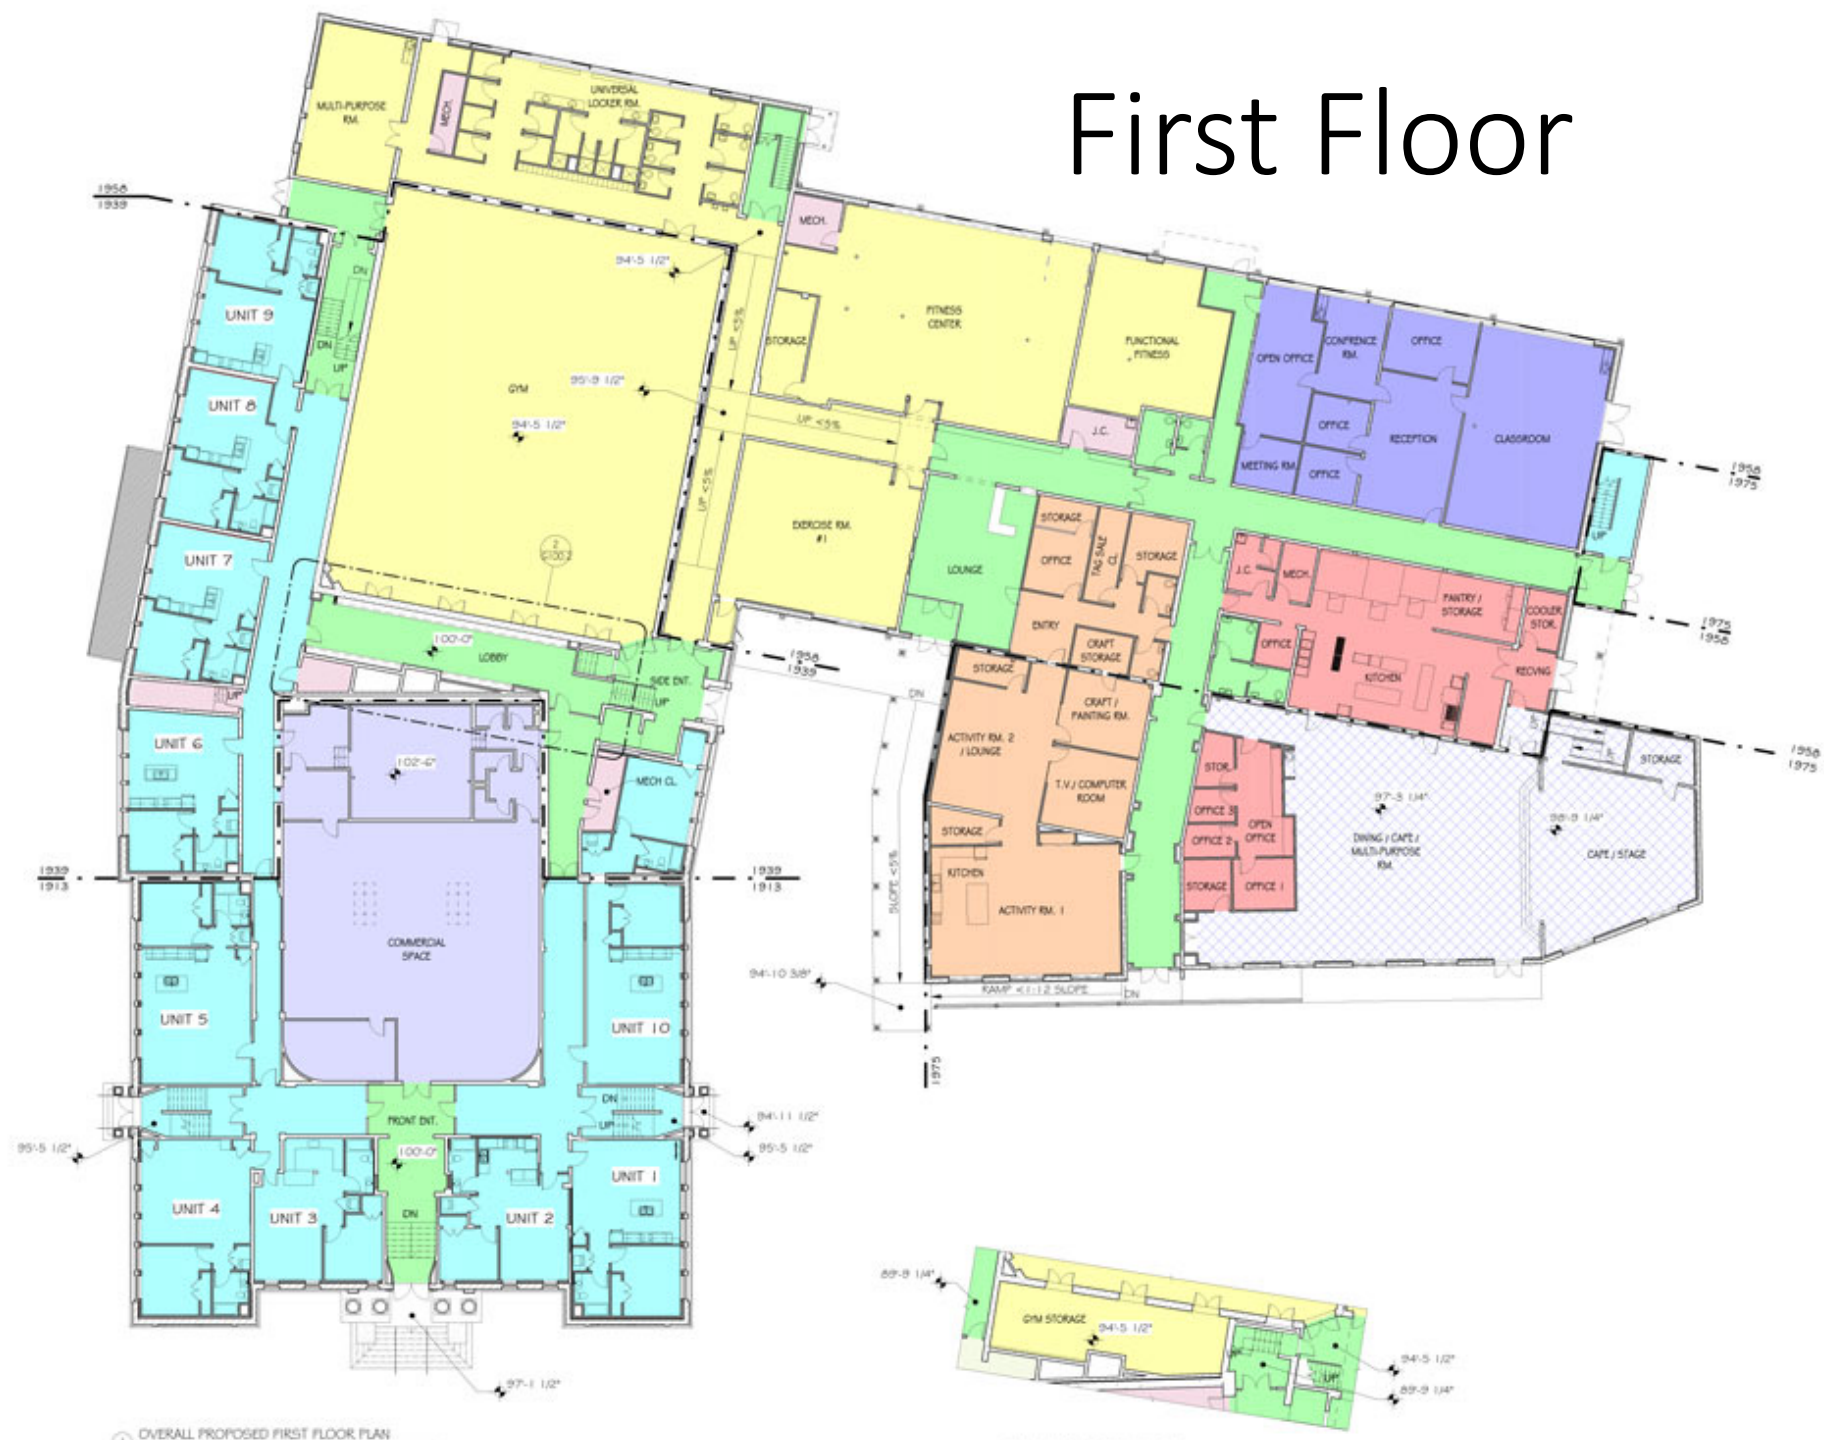 First Floor
1958
1939
MULTI-PURPOSE
RM.
MECH.
UNIVERSAL
LOCKER RM.
MECH.
94'-5 1/2"
UP <5%
STORAGE
FITNESS
CENTER
FUNCTIONAL
FITNESS
OPEN OFFICE
CONFRENCE
RM.
OFFICE
OFFICE
OFFICE
MEETING RM.
RECEPTION
CLASSROOM
1958
1975
UP
DN
DN
UP
UNIT 9
UNIT 8
UNIT 7
UP
UNIT 6
GYM
94'-5 1/2"
95'-9 1/2"
UP <5%
UP <5%
2
J.C.
EXERCISE RM.
#1
LOUNGE
STORAGE
OFFICE
TAG SALE
CL.
STORAGE
ENTRY
CRAFT
STORAGE
J.C.
MECH.
PANTRY /
STORAGE
COOLER
STOR.
OFFICE
KITCHEN
RECVING
1975
1958
100'-0"
LOBBY
SIDE ENT.
UP
1958
1939
DN
STORAGE
CRAFT /
PAINTING RM.
ACTIVITY RM. 2
/ LOUNGE
T.V./ COMPUTER
ROOM
STORAGE
KITCHEN
ACTIVITY RM. 1
SLOPE <5%
STOR.
OFFICE 3
OFFICE 2
OPEN
OFFICE
STORAGE
OFFICE 1
UP
UP
STORAGE
1958
1975
97'-3 1/4"
98'-9 1/4"
DINING / CAFE /
MULTI-PURPOSE
RM.
CAFE / STAGE
102'-6"
MECH CL.
1939
1913
1939
1913
COMMERCIAL
SPACE
UNIT 5
UNIT 10
94'-10 3/8"
RAMP <1:12 SLOPE
DN
1975
DN
UP
FRONT ENT.
94'-11 1/2"
95'-5 1/2"
95'-5 1/2"
100'-0"
DN
UNIT 4
UNIT 3
UNIT 2
UNIT 1
97'-1 1/2"
89'-9 1/4"
GYM STORAGE
94'-5 1/2"
UP
94'-5 1/2"
89'-9 1/4"
OVERALL PROPOSED FIRST FLOOR PLAN